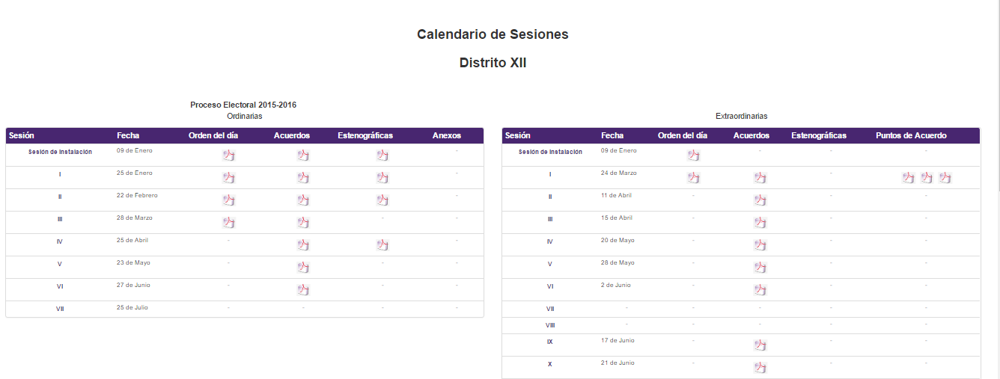 Calendario de Sesiones
Distrito XII
Proceso Electoral 2015-2016
Ordinarias
Sesión Fecha Orden del día Acuerdos Estenográficas Anexos
Sesión de Instalación 09 de Enero -
I 25 de Enero -
II 22 de Febrero -
III 28 de Marzo - -
IV 25 de Abril - -
V 23 de Mayo - - -
VI 27 de Junio - - -
VII 25 de Julio - - - -
Extraordinarias
Sesión Fecha Orden del día Acuerdos Estenográficas Puntos de Acuerdo
Sesión de Instalación 09 de Enero - - -
I 24 de Marzo -
II 11 de Abril - - -
III 15 de Abril - - -
IV 20 de Mayo - - -
V 28 de Mayo - - -
VI 2 de Junio - - -
VII - - - - -
VIII - - - - -
IX 17 de Junio - - -
X 21 de Junio - - -